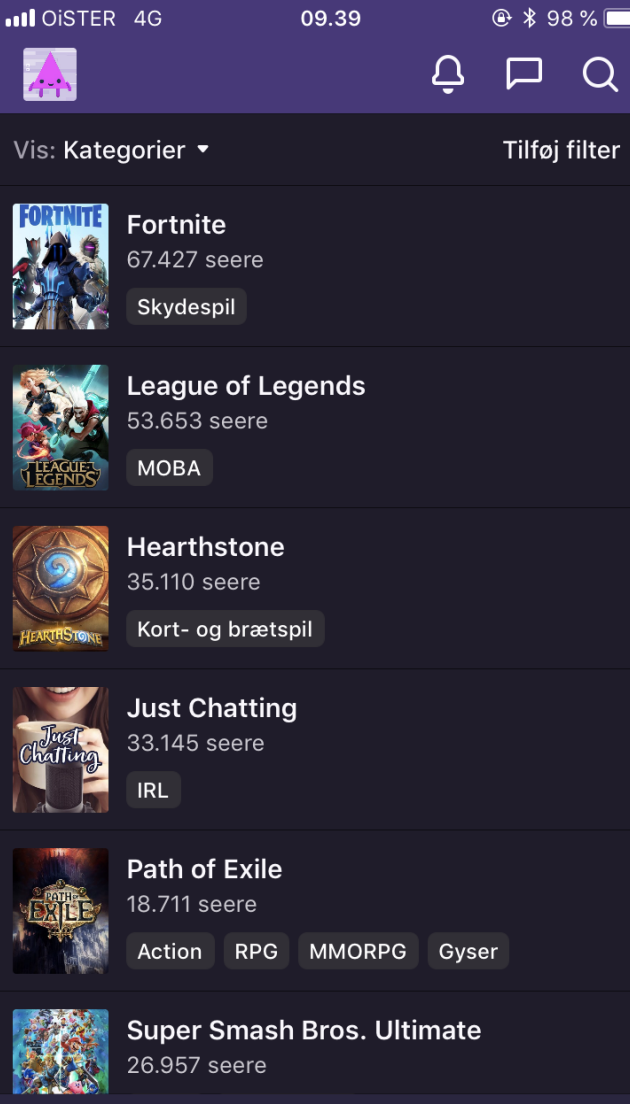 OiSTER 4G 09.39 98 %
Vis: Kategorier Tilføj filter
FORTNITE
Fortnite
67.427 seere
Skydespil
LEAGUE OF LEGENDS
League of Legends
53.653 seere
MOBA
HEARTHSTONE
Hearthstone
35.110 seere
Kort- og brætspil
Just Chatting
Just Chatting
33.145 seere
IRL
PATH OF EXILE
Path of Exile
18.711 seere
Action RPG MMORPG Gyser
Super Smash Bros. Ultimate
26.957 seere